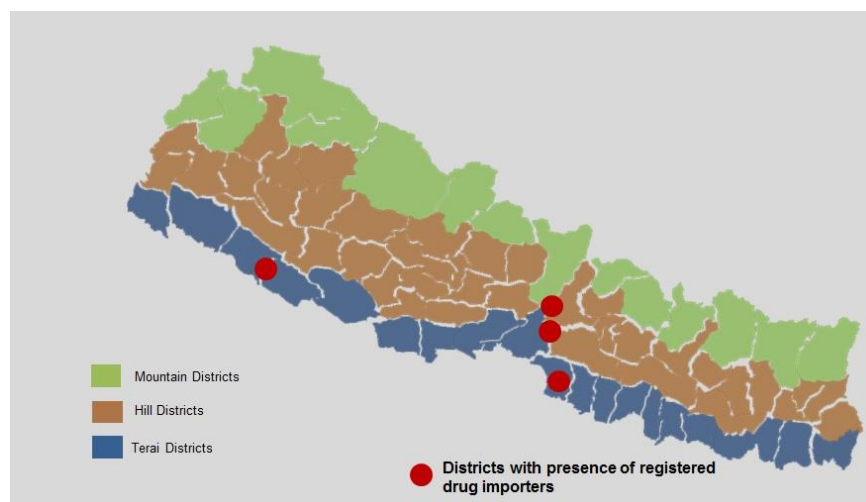 Mountain Districts
Hill Districts
Terai Districts
Districts with presence of registered
drug importers